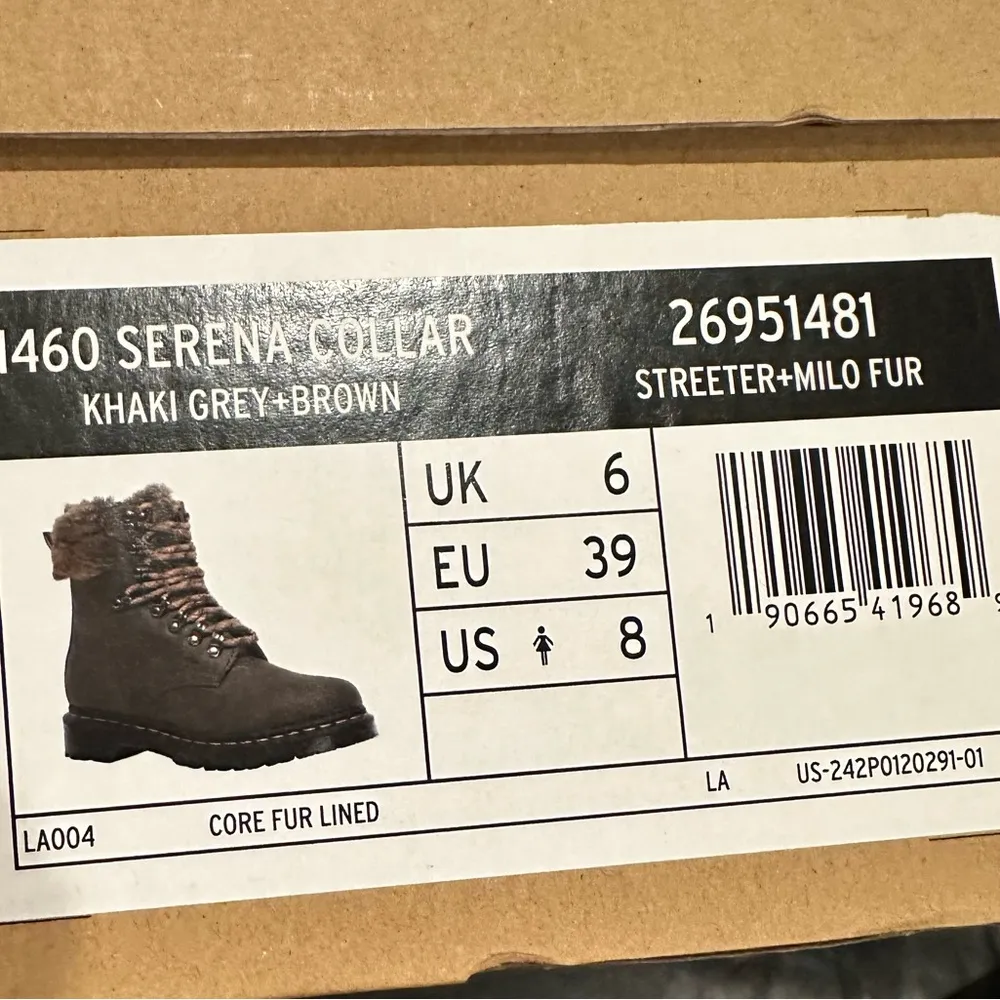 1460 SERENA COLLAR
KHAKI GREY+BROWN
26951481
STREETER+MILO FUR
UK 6
EU 39
US 8
1 90665 41968 9
LA004
CORE FUR LINED
LA
US-242P0120291-01